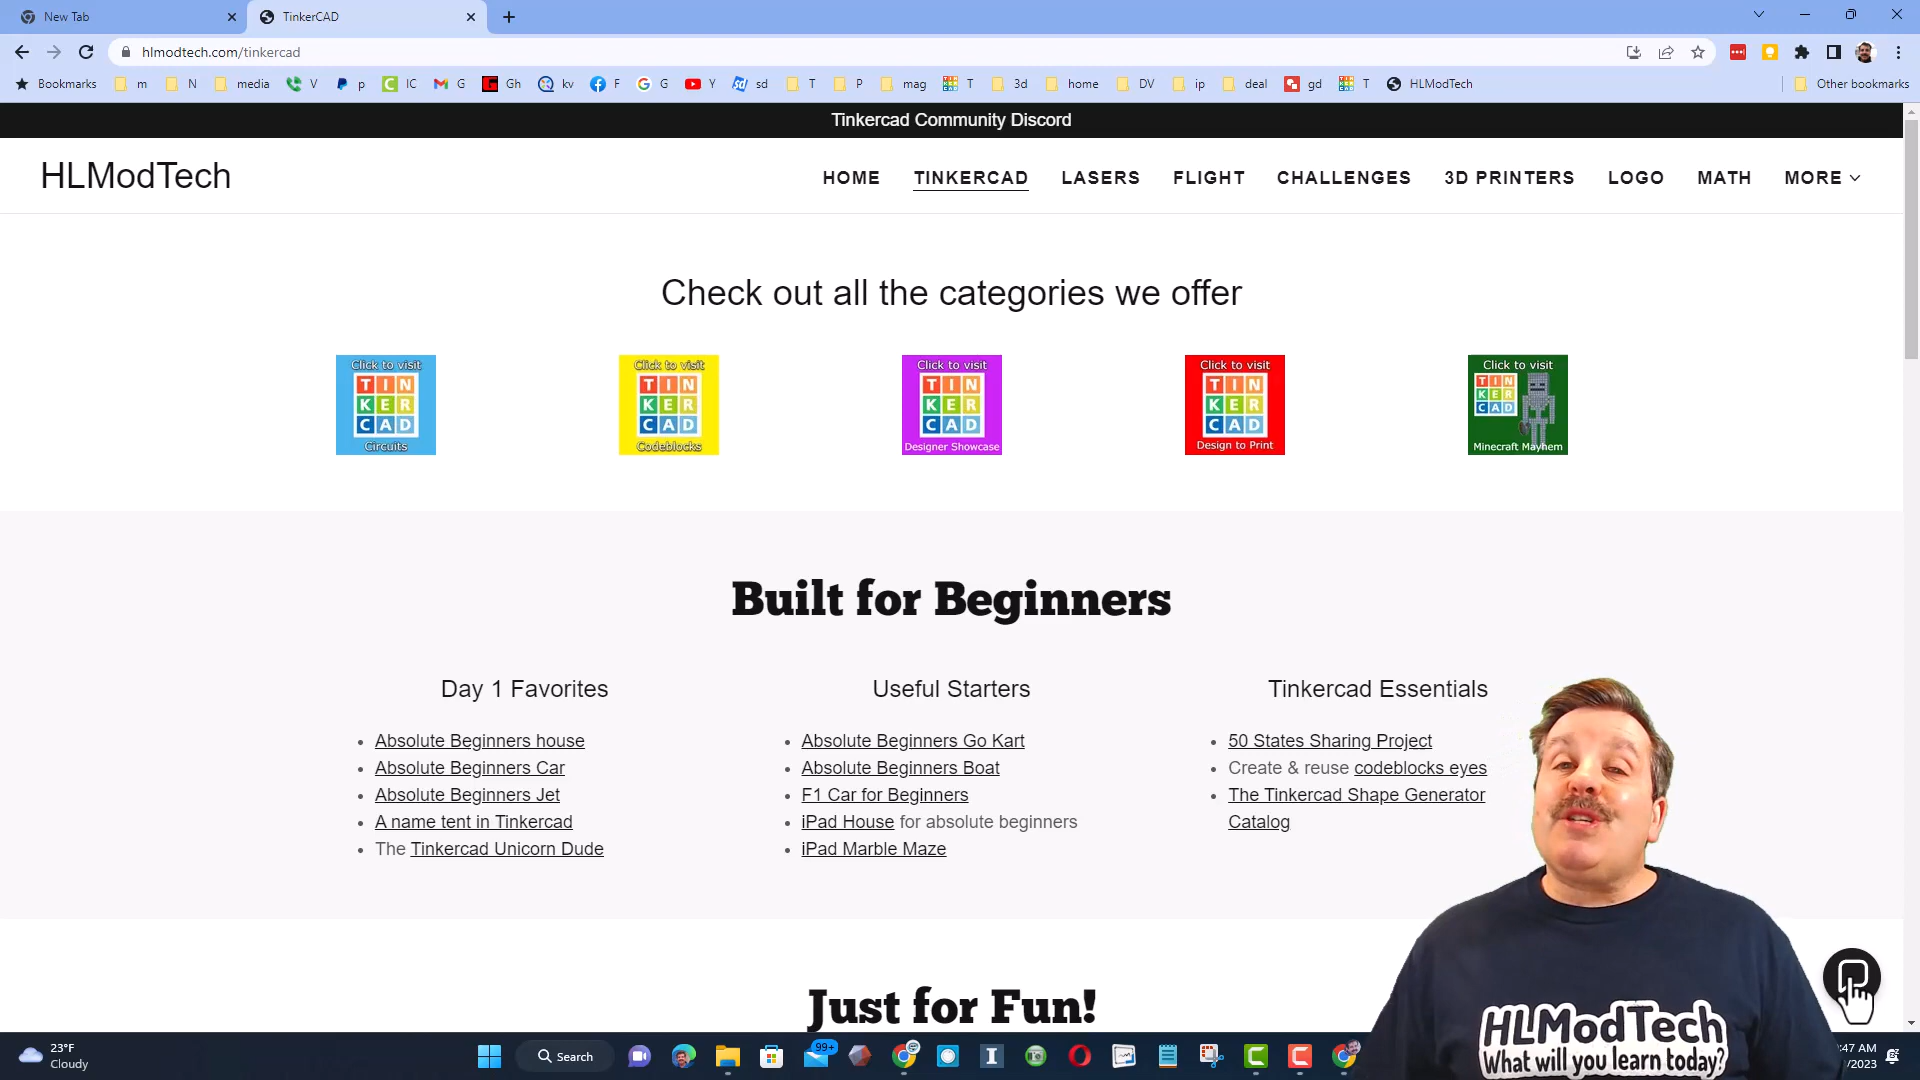 New Tab
TinkerCAD
hlmodtech.com/tinkercad
Bookmarks m N media V p IC G Gh kv F G Y sd T P mag T 3d home DV ip deal gd T HLModTech Other bookmarks
Tinkercad Community Discord
HLModTech
HOME TINKERCAD LASERS FLIGHT CHALLENGES 3D PRINTERS LOGO MATH MORE
Check out all the categories we offer
Click to visit
TIN
KER
CAD
Circuits
Click to visit
TIN
KER
CAD
Codeblocks
Click to visit
TIN
KER
CAD
Designer Showcase
Click to visit
TIN
KER
CAD
Design to Print
Click to visit
TIN
KER
CAD
Minecraft Mayhem
Built for Beginners
Day 1 Favorites
Absolute Beginners house
Absolute Beginners Car
Absolute Beginners Jet
A name tent in Tinkercad
The Tinkercad Unicorn Dude
Useful Starters
Absolute Beginners Go Kart
Absolute Beginners Boat
F1 Car for Beginners
iPad House for absolute beginners
iPad Marble Maze
Tinkercad Essentials
50 States Sharing Project
Create & reuse codeblocks eyes
The Tinkercad Shape Generator
Catalog
Just for Fun!
HLModTech
What will you learn today?
23°F
Cloudy
Search
99+
:47 AM
/2023